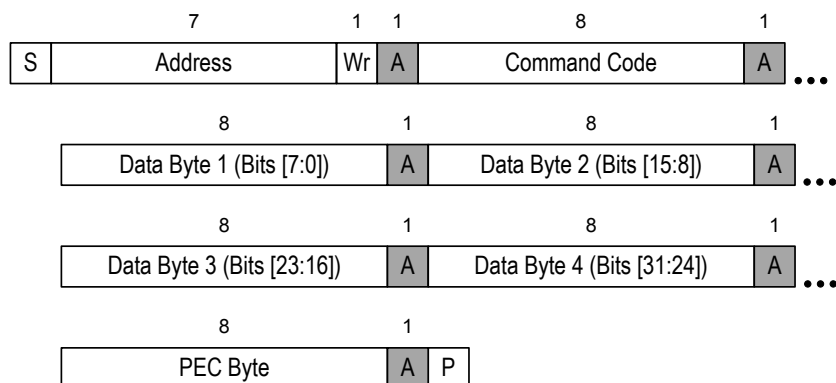 7 1 1 8 1
S Address Wr A Command Code A ...
8 1 8 1
Data Byte 1 (Bits [7:0]) A Data Byte 2 (Bits [15:8]) A ...
8 1 8 1
Data Byte 3 (Bits [23:16]) A Data Byte 4 (Bits [31:24]) A ...
8 1
PEC Byte A P